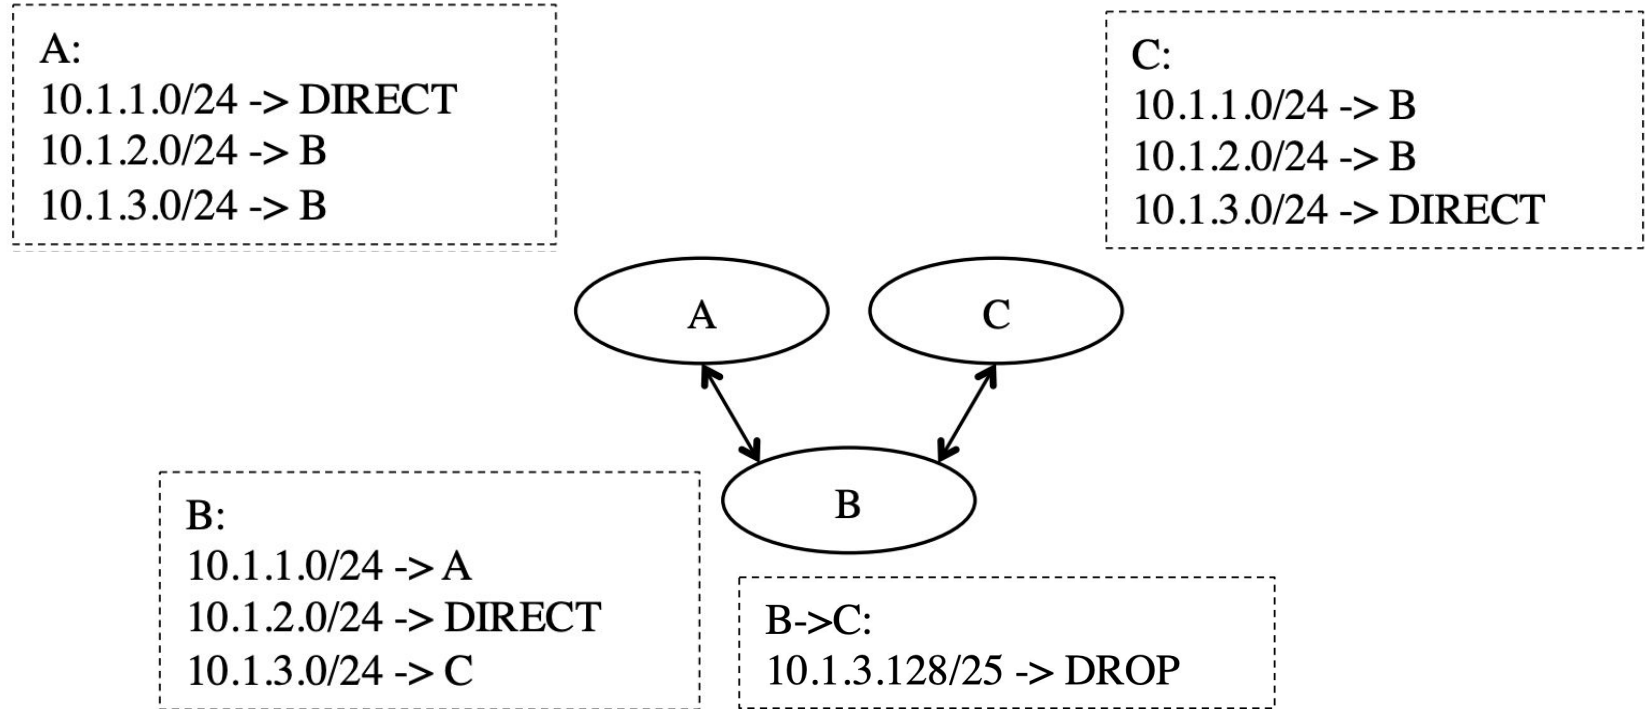 A:
10.1.1.0/24 -> DIRECT
10.1.2.0/24 -> B
10.1.3.0/24 -> B
C:
10.1.1.0/24 -> B
10.1.2.0/24 -> B
10.1.3.0/24 -> DIRECT
A
C
B
B:
10.1.1.0/24 -> A
10.1.2.0/24 -> DIRECT
10.1.3.0/24 -> C
B->C:
10.1.3.128/25 -> DROP